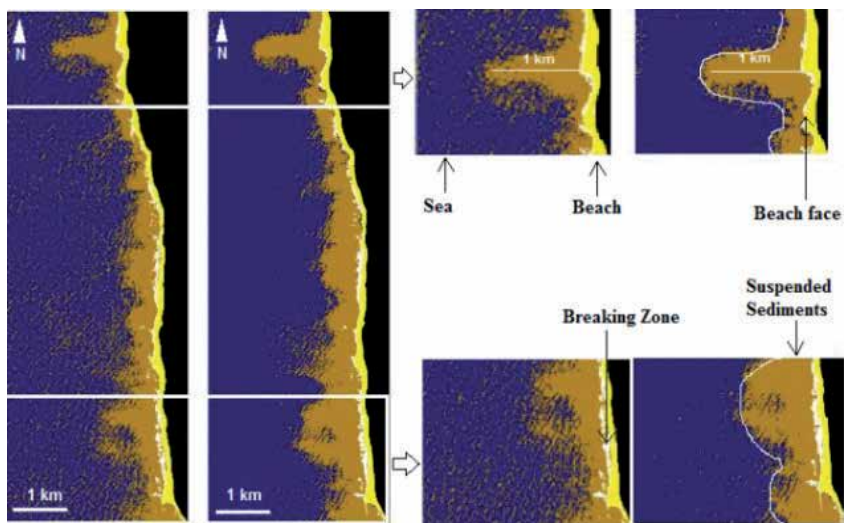 N
N
1 km
1 km
Sea
Beach
Beach face
Breaking Zone
Suspended
Sediments
1 km
1 km